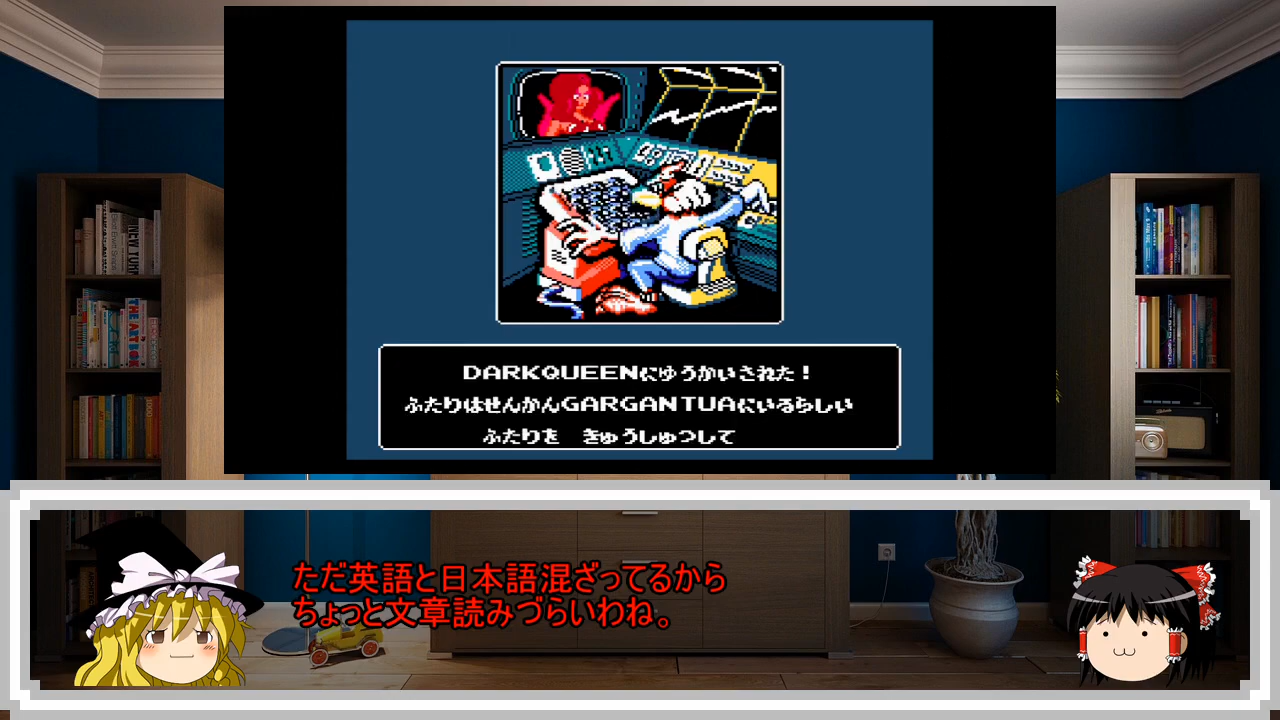 DARKQUEENにゆうかいされた!
ふたりはせんかんGARGANTUAにいるらしい
ふたりを　きゅうしゅつして
ただ英語と日本語混ざってるから
ちょっと文章読みづらいわね。